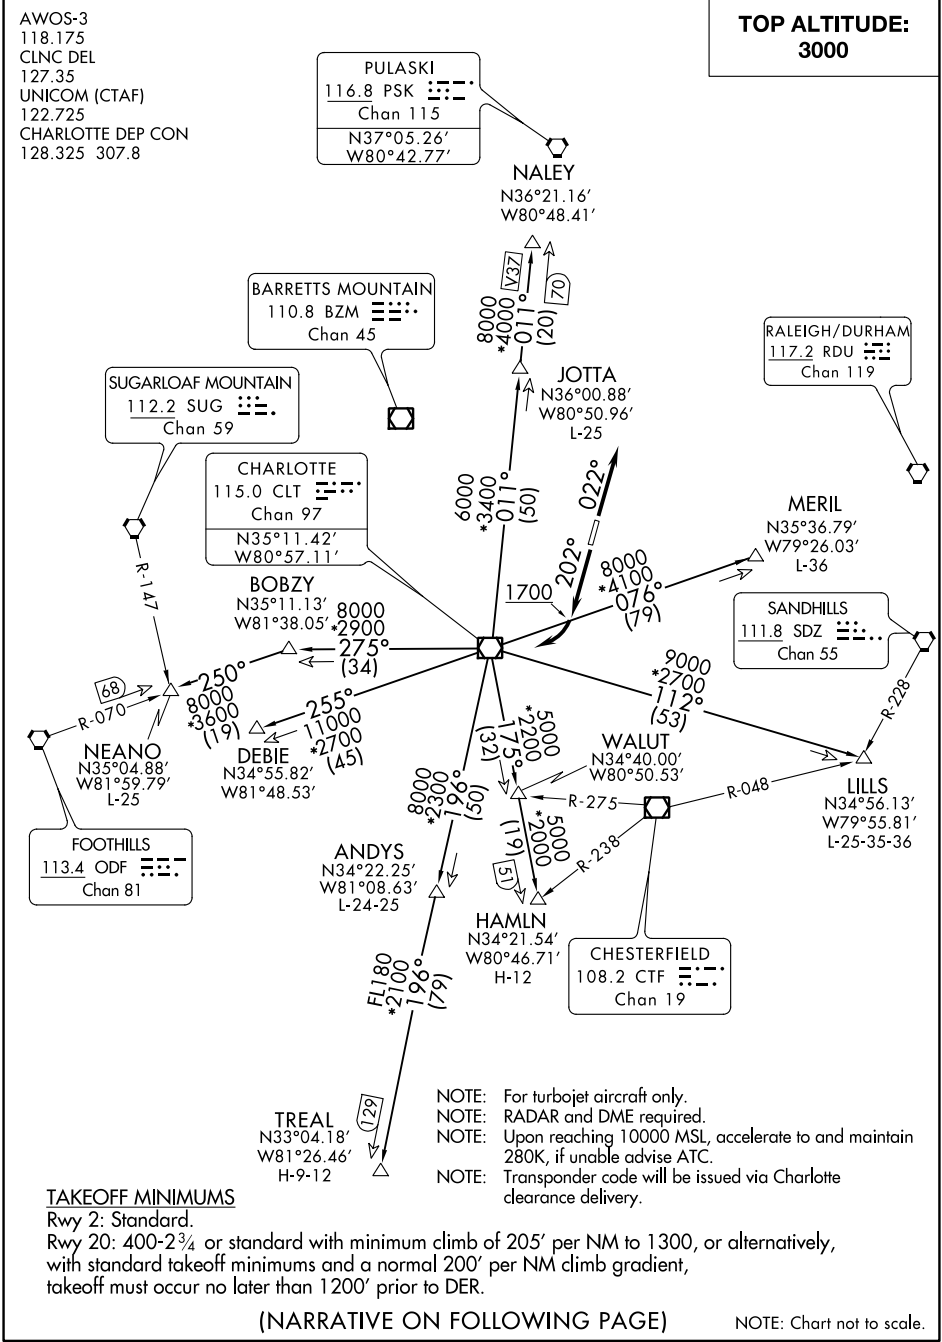 AWOS-3
118.175
CLNC DEL
127.35
UNICOM (CTAF)
122.725
CHARLOTTE DEP CON
128.325 307.8
TOP ALTITUDE:
3000
PULASKI
116.8 PSK
Chan 115
N37°05.26′
W80°42.77′
NALEY
N36°21.16′
W80°48.41′
V37
70
8000
*4000
011°
(20)
BARRETTS MOUNTAIN
110.8 BZM
Chan 45
RALEIGH/DURHAM
117.2 RDU
Chan 119
SUGARLOAF MOUNTAIN
112.2 SUG
Chan 59
JOTTA
N36°00.88′
W80°50.96′
L-25
6000
*3400
011°
(50)
CHARLOTTE
115.0 CLT
Chan 97
N35°11.42′
W80°57.11′
022°
202°
1700
MERIL
N35°36.79′
W79°26.03′
L-36
8000
*4100
076°
(79)
R-147
BOBZY
N35°11.13′
W81°38.05′
8000
*2900
275°
(34)
SANDHILLS
111.8 SDZ
Chan 55
250°
8000
*3600
(19)
68
R-070
255°
11000
*2700
(45)
9000
*2700
112°
(53)
R-228
NEANO
N35°04.88′
W81°59.79′
L-25
DEBIE
N34°55.82′
W81°48.53′
8000
*2300
196°
(50)
5000
*2200
175°
(32)
WALUT
N34°40.00′
W80°50.53′
R-275
R-048
LILLS
N34°56.13′
W79°55.81′
L-25-35-36
FOOTHILLS
113.4 ODF
Chan 81
ANDYS
N34°22.25′
W81°08.63′
L-24-25
5000
*2000
(19)
51
R-238
HAMLN
N34°21.54′
W80°46.71′
H-12
CHESTERFIELD
108.2 CTF
Chan 19
FL180
*2100
196°
(79)
129
TREAL
N33°04.18′
W81°26.46′
H-9-12
NOTE: For turbojet aircraft only.
NOTE: RADAR and DME required.
NOTE: Upon reaching 10000 MSL, accelerate to and maintain
280K, if unable advise ATC.
NOTE: Transponder code will be issued via Charlotte
clearance delivery.
TAKEOFF MINIMUMS
Rwy 2: Standard.
Rwy 20: 400-2¾ or standard with minimum climb of 205′ per NM to 1300, or alternatively,
with standard takeoff minimums and a normal 200′ per NM climb gradient,
takeoff must occur no later than 1200′ prior to DER.
(NARRATIVE ON FOLLOWING PAGE)
NOTE: Chart not to scale.